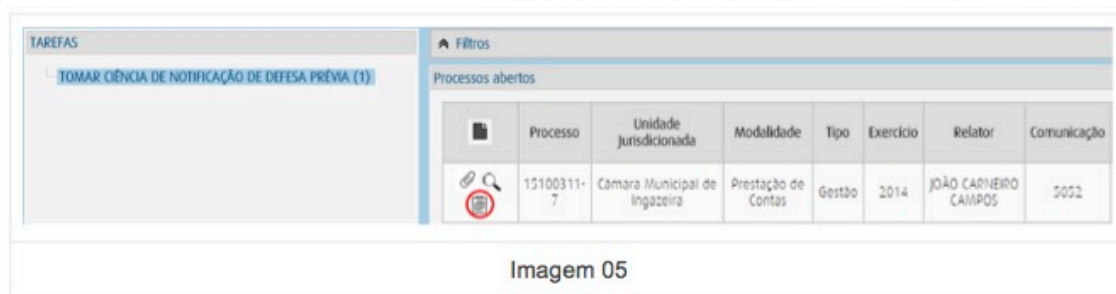 TAREFAS
TOMAR CIÊNCIA DE NOTIFICAÇÃO DE DEFESA PRÉVIA (1)
Filtros
Processos abertos
Processo Unidade Jurisdicionada Modalidade Tipo Exercício Relator Comunicação
15100311-7 Câmara Municipal de Ingazeira Prestação de Contas Gestão 2014 JOÃO CARNEIRO CAMPOS 5052
Imagem 05